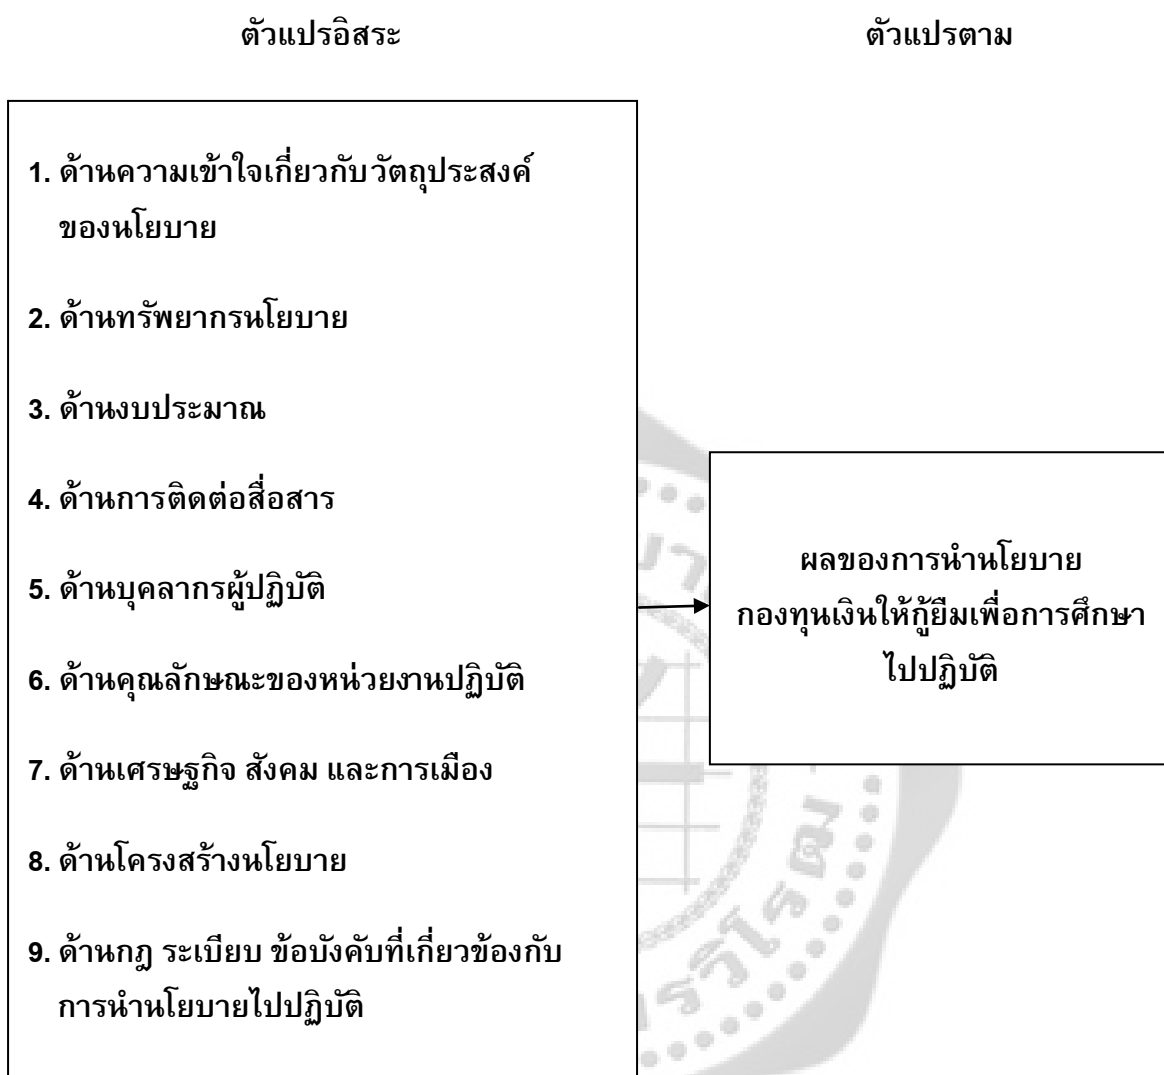 ตัวแปรอิสระ
ตัวแปรตาม
1. ด้านความเข้าใจเกี่ยวกับวัตถุประสงค์
ของนโยบาย
2. ด้านทรัพยากรนโยบาย
3. ด้านงบประมาณ
4. ด้านการติดต่อสื่อสาร
5. ด้านบุคลากรผู้ปฏิบัติ
6. ด้านคุณลักษณะของหน่วยงานปฏิบัติ
7. ด้านเศรษฐกิจ สังคม และการเมือง
8. ด้านโครงสร้างนโยบาย
9. ด้านกฎ ระเบียบ ข้อบังคับที่เกี่ยวข้องกับ
การนำนโยบายไปปฏิบัติ
ผลของการนำนโยบาย
กองทุนเงินให้กู้ยืมเพื่อการศึกษา
ไปปฏิบัติ